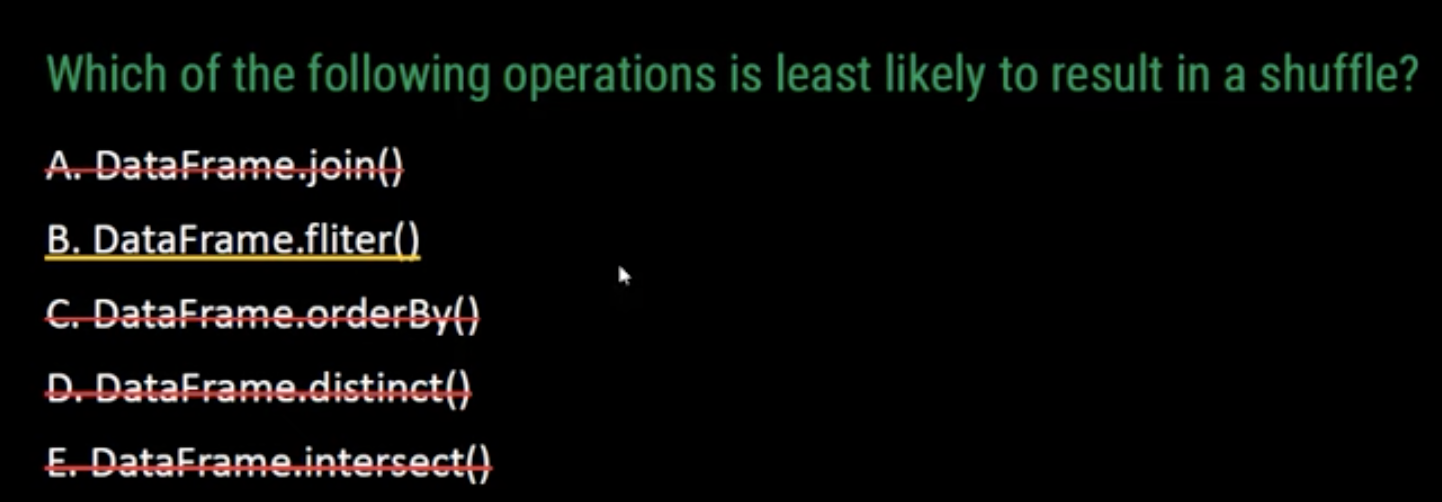 Which of the following operations is least likely to result in a shuffle?
A. DataFrame.join()
B. DataFrame.fliter()
C. DataFrame.orderBy()
D. DataFrame.distinct()
E. DataFrame.intersect()